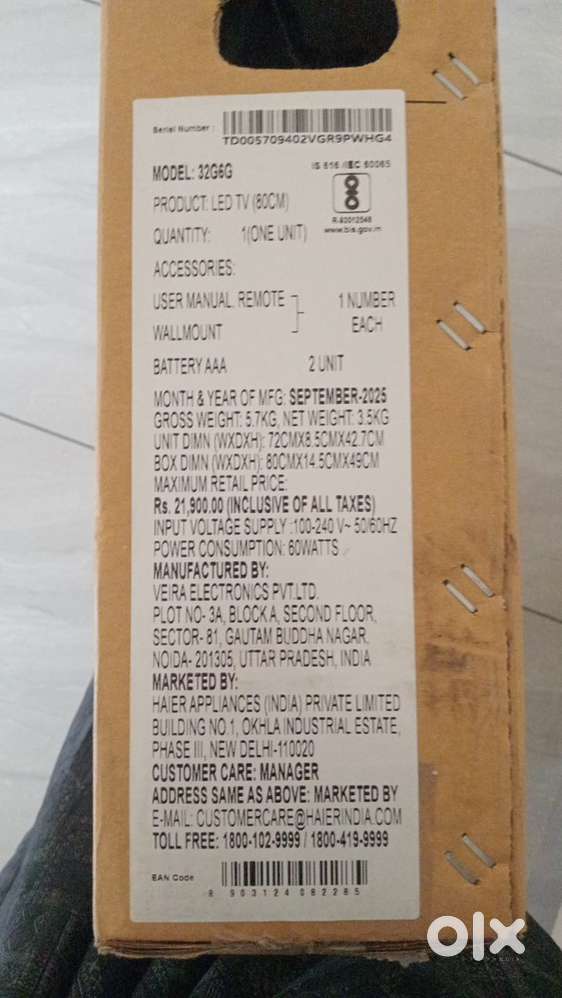 Serial Number :
TD005709402VGR9PWHG4
MODEL: 32G6G
IS 616 /IEC 60065
PRODUCT: LED TV (80CM)
R-93012548
www.bis.gov.in
QUANTITY: 1(ONE UNIT)
ACCESSORIES:
USER MANUAL. REMOTE
WALLMOUNT
1 NUMBER
EACH
BATTERY AAA 2 UNIT
MONTH & YEAR OF MFG: SEPTEMBER-2025
GROSS WEIGHT: 5.7KG, NET WEIGHT: 3.5KG
UNIT DIMN (WXDXH): 72CMX8.5CMX42.7CM
BOX DIMN (WXDXH): 80CMX14.5CMX49CM
MAXIMUM RETAIL PRICE:
Rs. 21,900.00 (INCLUSIVE OF ALL TAXES)
INPUT VOLTAGE SUPPLY :100-240 V~ 50/60HZ
POWER CONSUMPTION: 60WATTS
MANUFACTURED BY:
VEIRA ELECTRONICS PVT.LTD.
PLOT NO- 3A, BLOCK A, SECOND FLOOR,
SECTOR- 81, GAUTAM BUDDHA NAGAR,
NOIDA- 201305, UTTAR PRADESH, INDIA
MARKETED BY:
HAIER APPLIANCES (INDIA) PRIVATE LIMITED
BUILDING NO.1, OKHLA INDUSTRIAL ESTATE,
PHASE III, NEW DELHI-110020
CUSTOMER CARE: MANAGER
ADDRESS SAME AS ABOVE: MARKETED BY
E-MAIL: CUSTOMERCARE@HAIERINDIA.COM
TOLL FREE: 1800-102-9999 / 1800-419-9999
EAN Code
8 903124 082285
olx
INDIA